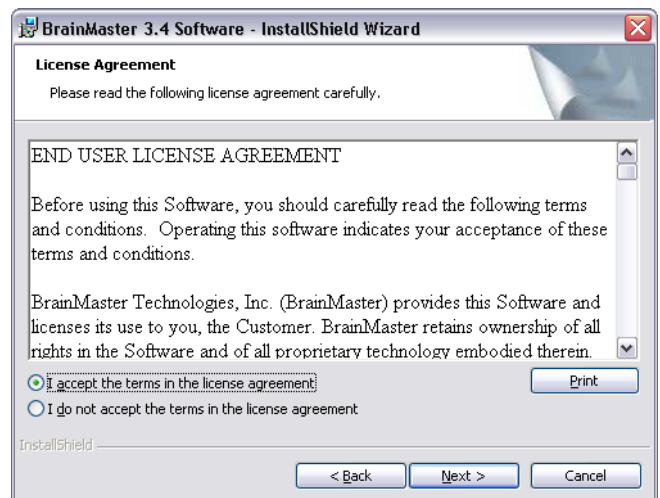 BrainMaster 3.4 Software - InstallShield Wizard
License Agreement
Please read the following license agreement carefully.
END USER LICENSE AGREEMENT
Before using this Software, you should carefully read the following terms
and conditions.  Operating this software indicates your acceptance of these
terms and conditions.
BrainMaster Technologies, Inc. (BrainMaster) provides this Software and
licenses its use to you, the Customer. BrainMaster retains ownership of all
rights in the Software and of all proprietary technology embodied therein.
I accept the terms in the license agreement
Print
I do not accept the terms in the license agreement
InstallShield
< Back
Next >
Cancel